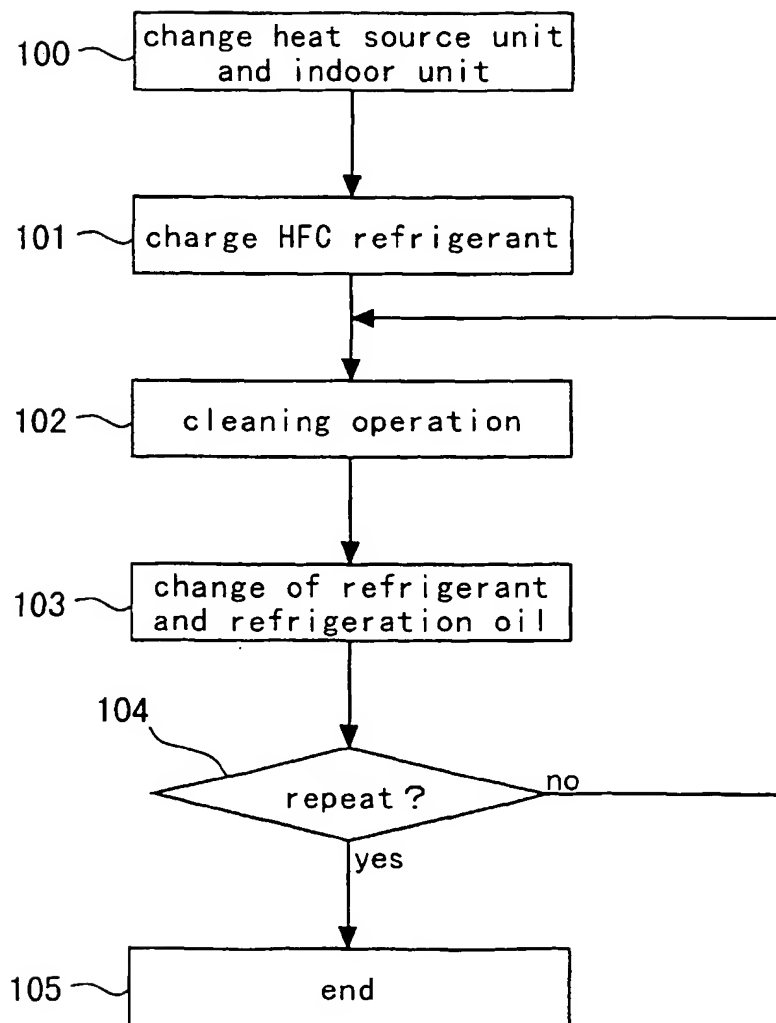 100
change heat source unit
and indoor unit
101
charge HFC refrigerant
102
cleaning operation
103
change of refrigerant
and refrigeration oil
104
repeat?
no
yes
105
end